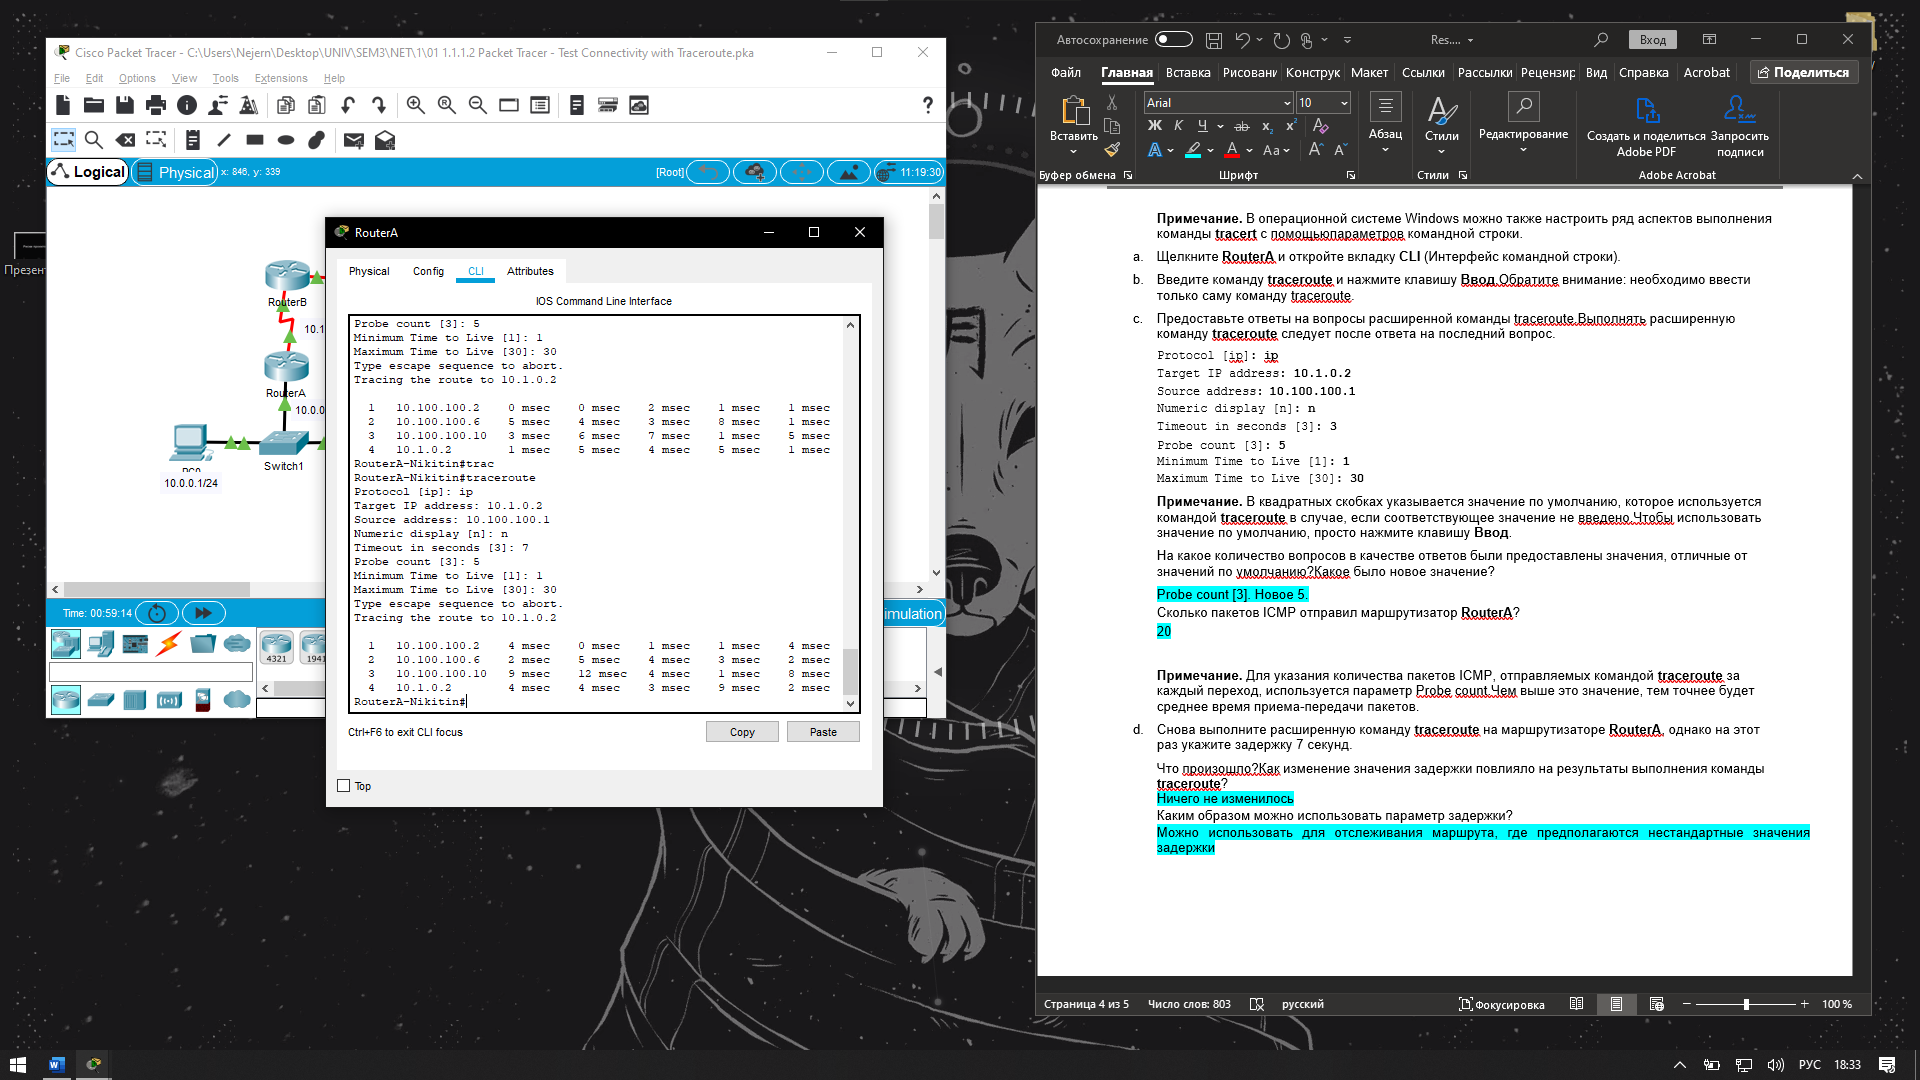 Cisco Packet Tracer - C:\Users\Nejern\Desktop\UNIV\SEM3\NET\1\01 1.1.1.2 Packet Tracer - Test Connectivity with Traceroute.pka
File Edit Options View Tools Extensions Help
Logical
Physical
x: 846, y: 339
[Root]
11:19:30
RouterB
10.1
RouterA
10.0.0
Switch1
10.0.0.1/24
Time: 00:59:14
imulation
4321
1941
Презен
RouterA
Physical Config CLI Attributes
IOS Command Line Interface
Probe count [3]: 5
Minimum Time to Live [1]: 1
Maximum Time to Live [30]: 30
Type escape sequence to abort.
Tracing the route to 10.1.0.2
1 10.100.100.2 0 msec 0 msec 2 msec 1 msec 1 msec
2 10.100.100.6 5 msec 4 msec 3 msec 8 msec 1 msec
3 10.100.100.10 3 msec 6 msec 7 msec 1 msec 5 msec
4 10.1.0.2 1 msec 5 msec 4 msec 5 msec 1 msec
RouterA-Nikitin#trac
RouterA-Nikitin#traceroute
Protocol [ip]: ip
Target IP address: 10.1.0.2
Source address: 10.100.100.1
Numeric display [n]: n
Timeout in seconds [3]: 7
Probe count [3]: 5
Minimum Time to Live [1]: 1
Maximum Time to Live [30]: 30
Type escape sequence to abort.
Tracing the route to 10.1.0.2
1 10.100.100.2 4 msec 0 msec 1 msec 1 msec 4 msec
2 10.100.100.6 2 msec 5 msec 4 msec 3 msec 2 msec
3 10.100.100.10 9 msec 12 msec 4 msec 1 msec 8 msec
4 10.1.0.2 4 msec 4 msec 3 msec 9 msec 2 msec
RouterA-Nikitin#
Ctrl+F6 to exit CLI focus
Copy
Paste
Top
Автосохранение
Res....
Вход
Файл Главная Вставка Рисовани Конструк Макет Ссылки Рассылки Рецензир Вид Справка Acrobat Поделиться
Arial
10
Вставить
Ж К Ч
Абзац
Стили
Редактирование
Создать и поделиться Adobe PDF
Запросить подписи
Буфер обмена
Шрифт
Стили
Adobe Acrobat
Примечание. В операционной системе Windows можно также настроить ряд аспектов выполнения
команды tracert с помощьюпараметров командной строки.
a. Щелкните RouterA и откройте вкладку CLI (Интерфейс командной строки).
b. Введите команду traceroute и нажмите клавишу Ввод.Обратите внимание: необходимо ввести
только саму команду traceroute.
c. Предоставьте ответы на вопросы расширенной команды traceroute.Выполнять расширенную
команду traceroute следует после ответа на последний вопрос.
Protocol [ip]: ip
Target IP address: 10.1.0.2
Source address: 10.100.100.1
Numeric display [n]: n
Timeout in seconds [3]: 3
Probe count [3]: 5
Minimum Time to Live [1]: 1
Maximum Time to Live [30]: 30
Примечание. В квадратных скобках указывается значение по умолчанию, которое используется
командой traceroute в случае, если соответствующее значение не введено.Чтобы использовать
значение по умолчанию, просто нажмите клавишу Ввод.
На какое количество вопросов в качестве ответов были предоставлены значения, отличные от
значений по умолчанию?Какое было новое значение?
Probe count [3]. Новое 5.
Сколько пакетов ICMP отправил маршрутизатор RouterA?
20
Примечание. Для указания количества пакетов ICMP, отправляемых командой traceroute за
каждый переход, используется параметр Probe count.Чем выше это значение, тем точнее будет
среднее время приема-передачи пакетов.
d. Снова выполните расширенную команду traceroute на маршрутизаторе RouterA, однако на этот
раз укажите задержку 7 секунд.
Что произошло?Как изменение значения задержки повлияло на результаты выполнения команды
traceroute?
Ничего не изменилось
Каким образом можно использовать параметр задержки?
Можно использовать для отслеживания маршрута, где предполагаются нестандартные значения
задержки
Страница 4 из 5
Число слов: 803
русский
Фокусировка
100 %
РУС
18:33